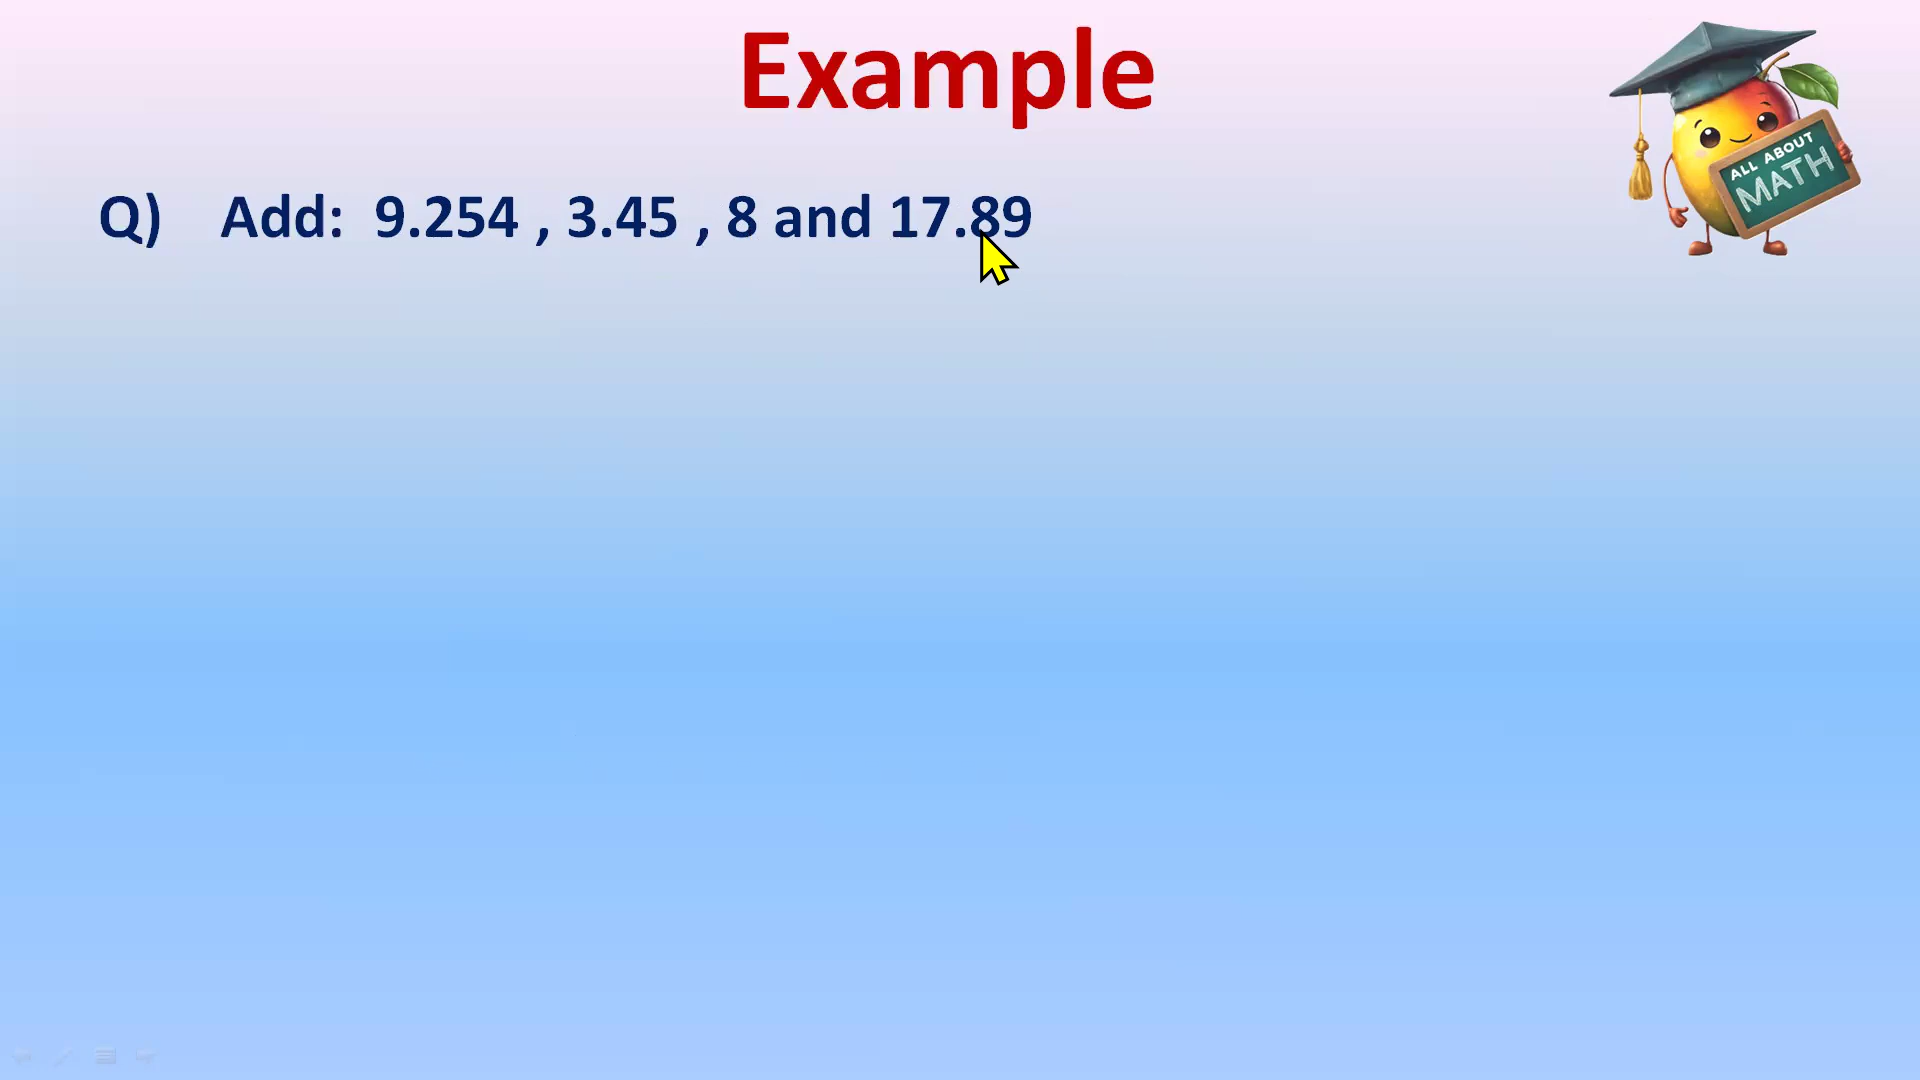 Example
Q) Add: 9.254 , 3.45 , 8 and 17.89
ALL ABOUT
MATH